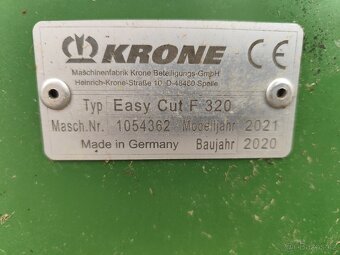 KRONE CE
Maschinenfabrik Krone Beteiligungs-GmbH
Heinrich-Krone-Straße 10, D-48480 Spelle
Typ Easy Cut F 320
Masch.Nr. 1054362 Modelljahr 2021
Made in Germany Baujahr 2020